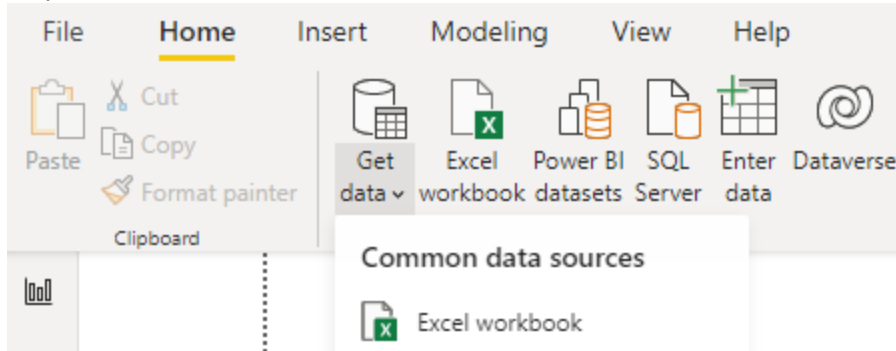 File Home Insert Modeling View Help
Cut
Copy
Paste
Format painter
Clipboard
Get data
Excel workbook
Power BI datasets
SQL Server
Enter data
Dataverse
Common data sources
Excel workbook